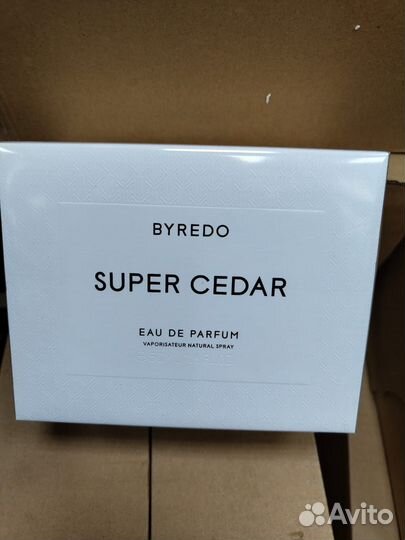 BYREDO
SUPER CEDAR
EAU DE PARFUM
VAPORISATEUR NATURAL SPRAY
Avito